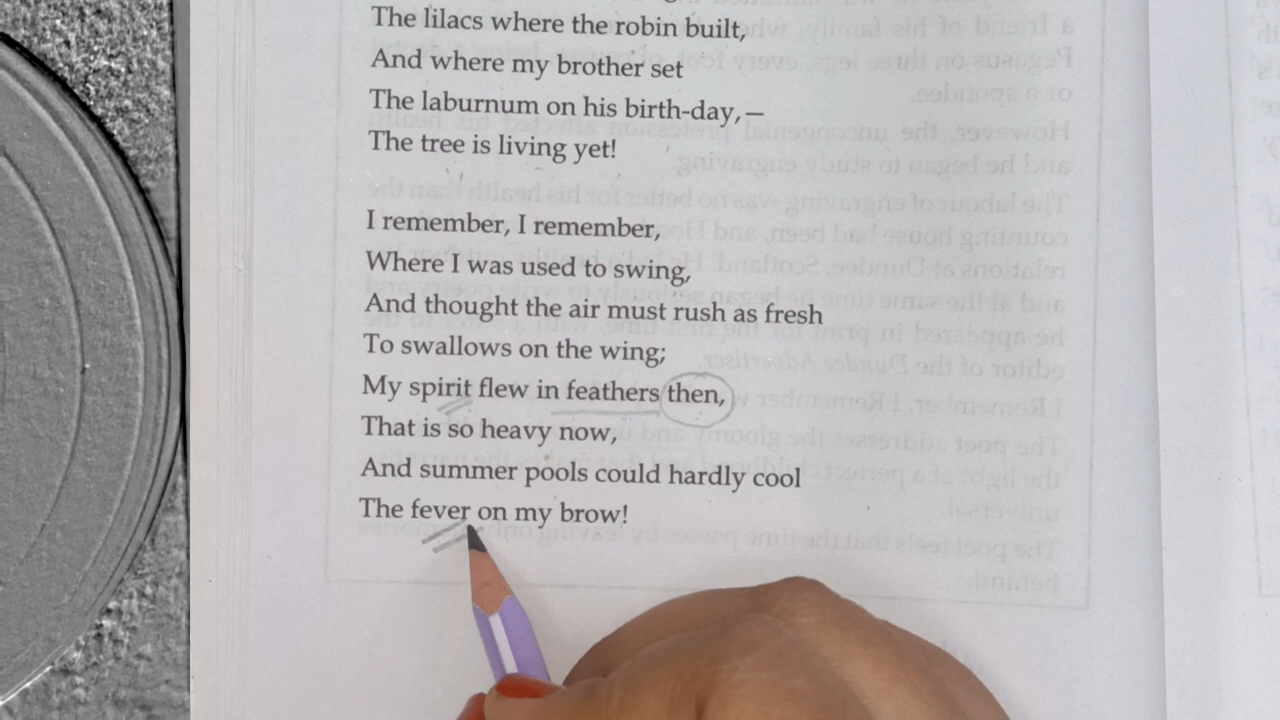 The lilacs where the robin built,
And where my brother set
The laburnum on his birth-day,—
The tree is living yet!
I remember, I remember,
Where I was used to swing,
And thought the air must rush as fresh
To swallows on the wing;
My spirit flew in feathers then,
That is so heavy now,
And summer pools could hardly cool
The fever on my brow!